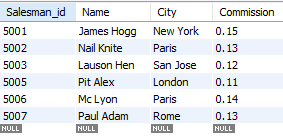 Salesman_id Name City Commission
5001 James Hogg New York 0.15
5002 Nail Knite Paris 0.13
5003 Lauson Hen San Jose 0.12
5005 Pit Alex London 0.11
5006 Mc Lyon Paris 0.14
5007 Paul Adam Rome 0.13
NULL NULL NULL NULL